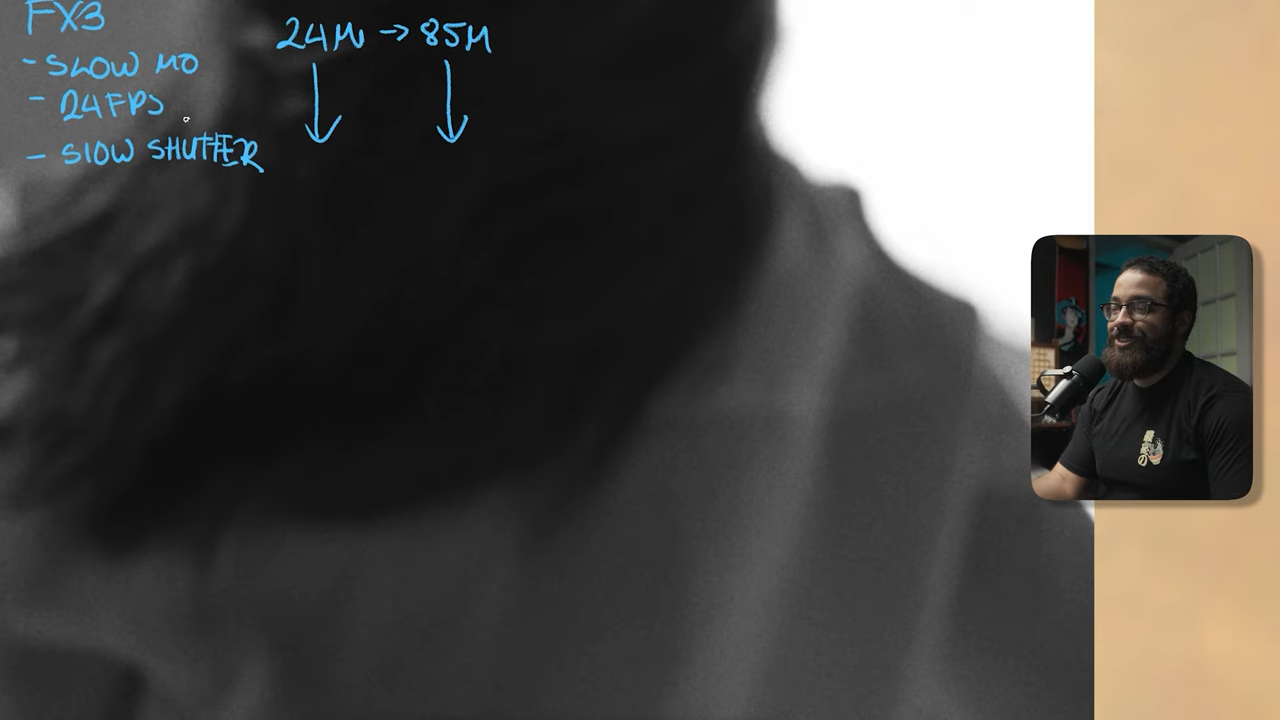 FX3
- SLOW MO
- 24FPS
- SLOW SHUTTER
24M → 85M